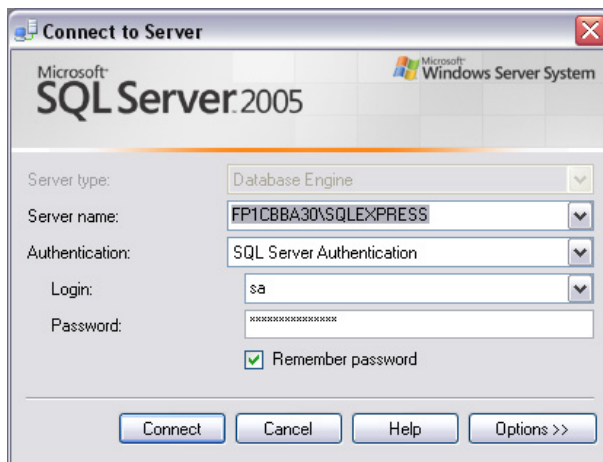 Connect to Server
Microsoft
SQL Server 2005
Microsoft
Windows Server System
Server type: Database Engine
Server name: FP1CBBA30\SQLEXPRESS
Authentication: SQL Server Authentication
Login: sa
Password: ***************
Remember password
Connect Cancel Help Options >>